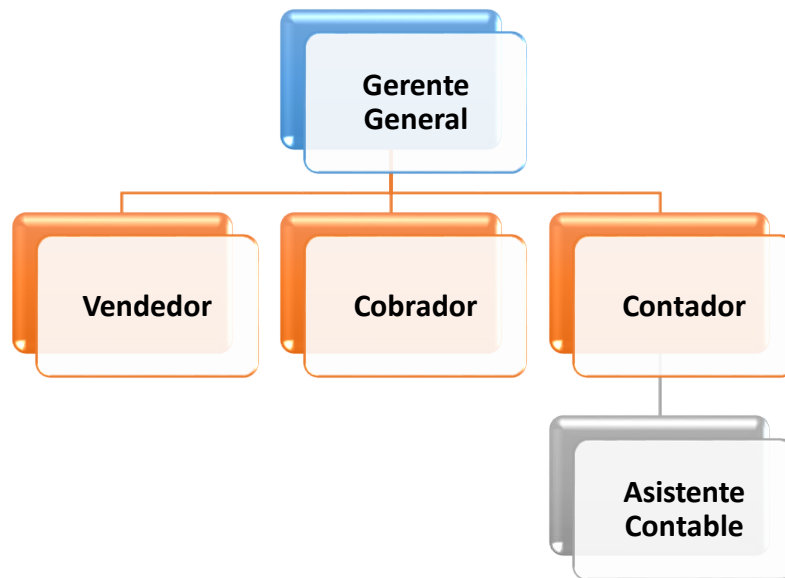 Gerente
General
Vendedor
Cobrador
Contador
Asistente
Contable